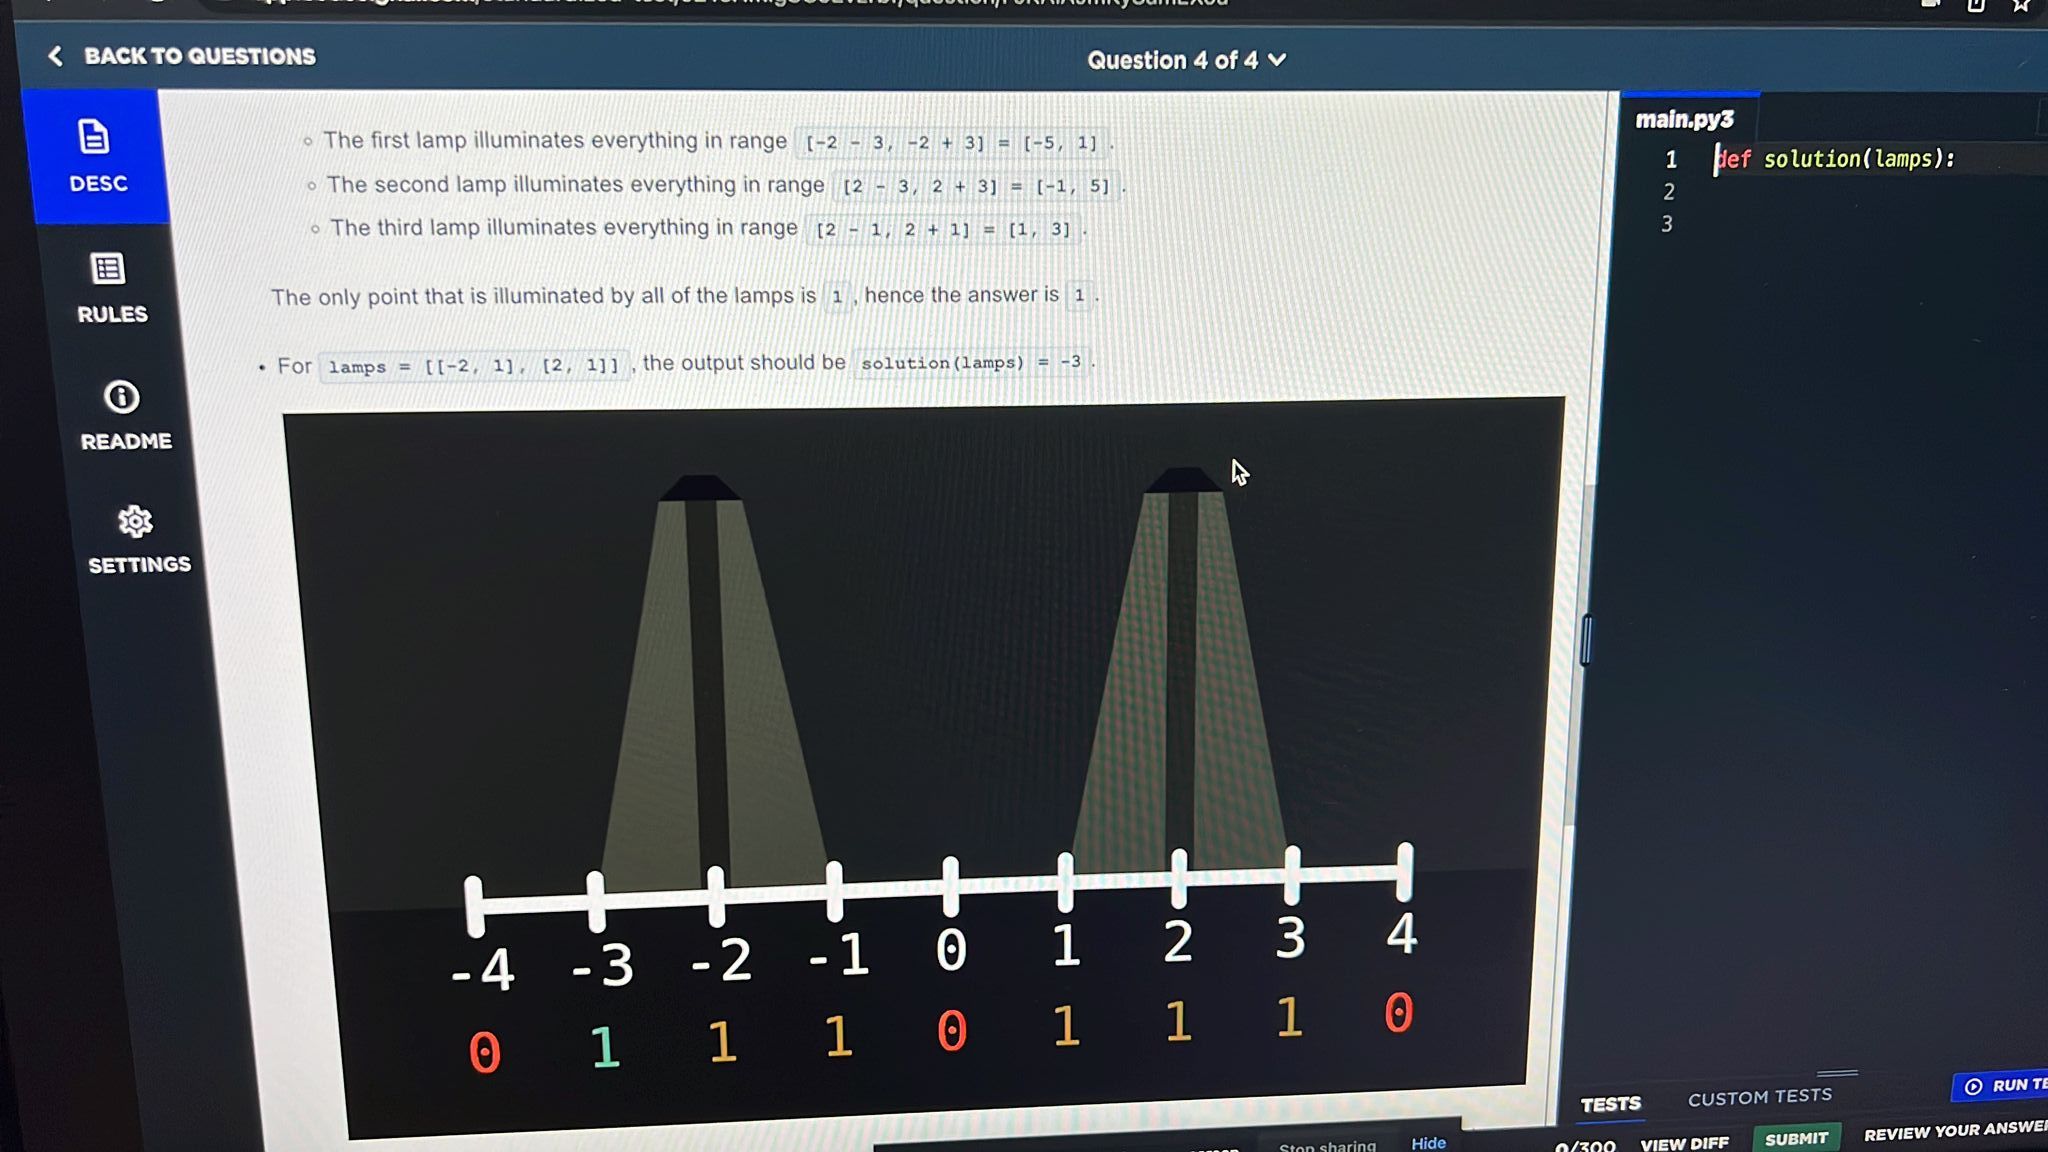 BACK TO QUESTIONS
Question 4 of 4
DESC
RULES
README
SETTINGS
The first lamp illuminates everything in range [-2 - 3, -2 + 3] = [-5, 1] .
The second lamp illuminates everything in range [2 - 3, 2 + 3] = [-1, 5] .
The third lamp illuminates everything in range [2 - 1, 2 + 1] = [1, 3] .
The only point that is illuminated by all of the lamps is 1 , hence the answer is 1 .
• For lamps = [[-2, 1], [2, 1]] , the output should be solution(lamps) = -3 .
-4 -3 -2 -1 0 1 2 3 4
0 1 1 1 0 1 1 1 0
main.py3
1 def solution(lamps):
2
3
TESTS
CUSTOM TESTS
RUN TE
Stop sharing
Hide
0/300
VIEW DIFF
SUBMIT
REVIEW YOUR ANSWE